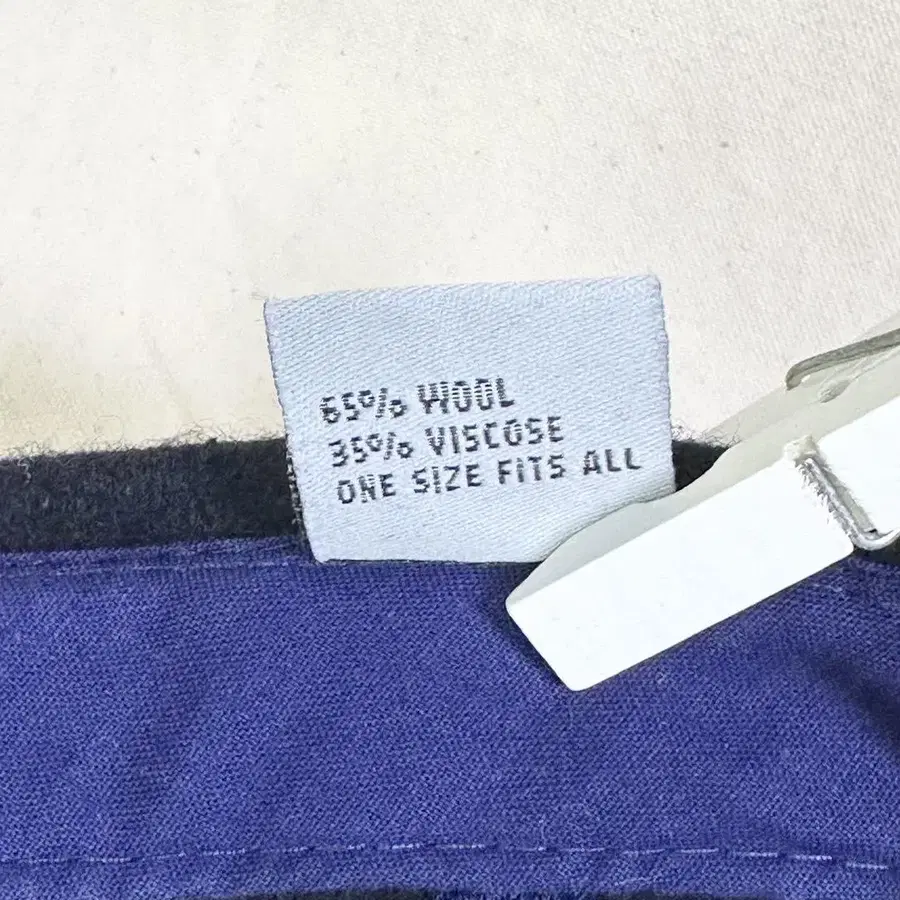 65% WOOL
35% VISCOSE
ONE SIZE FITS ALL